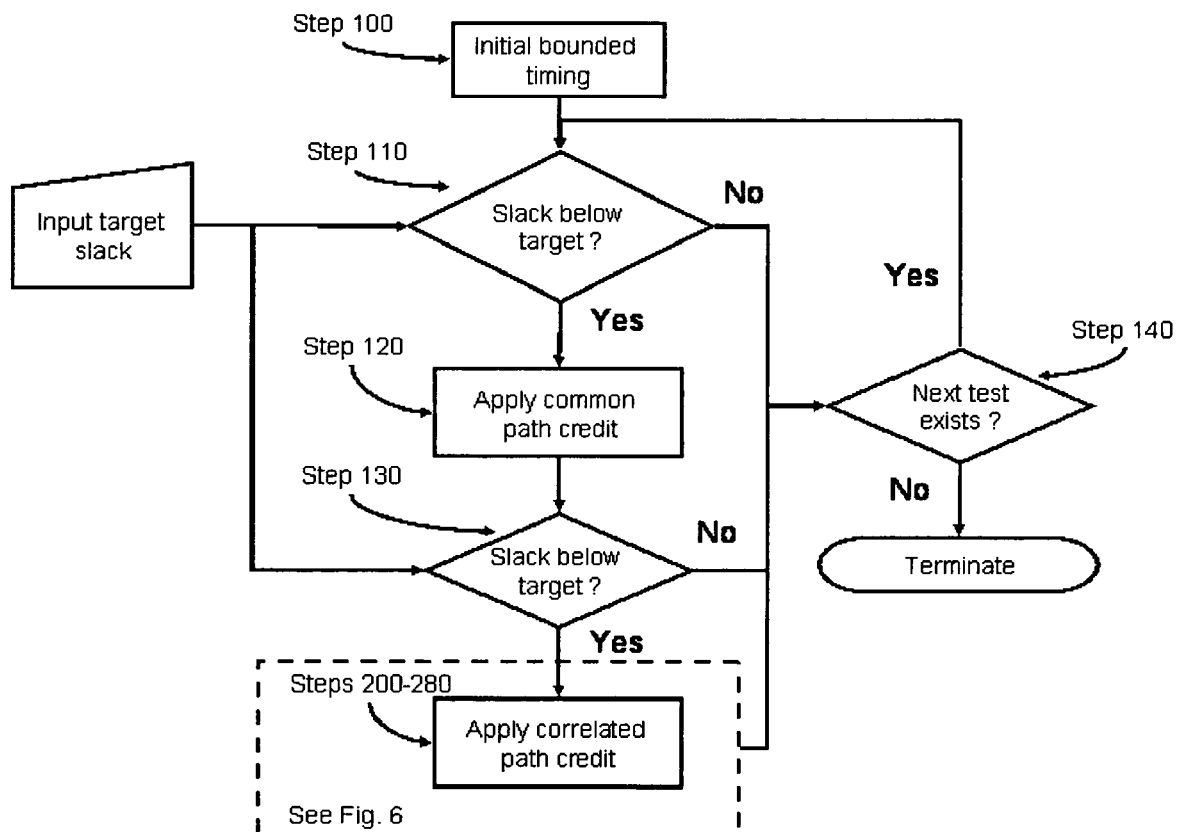 Step 100
Initial bounded
timing
Step 110
Input target
slack
Slack below
target ?
No
Yes
Yes
Step 120
Apply common
path credit
Step 140
Next test
exists ?
Step 130
Slack below
target ?
No
No
Terminate
Yes
Steps 200-280
Apply correlated
path credit
See Fig. 6